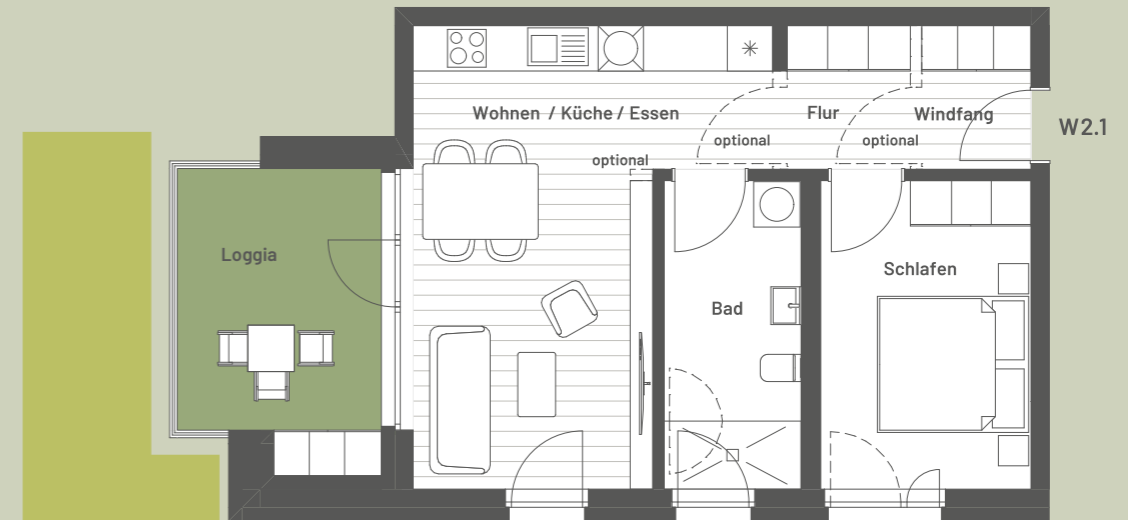 Wohnen / Küche / Essen
Flur
Windfang
W2.1
optional
optional
optional
Loggia
Schlafen
Bad